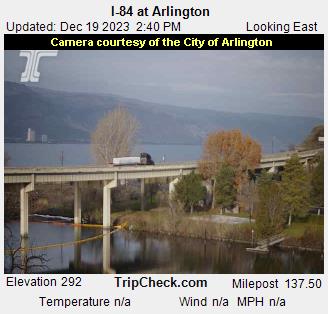 I-84 at Arlington
Updated: Dec 19 2023 2:40 PM Looking East
Camera courtesy of the City of Arlington
Elevation 292 TripCheck.com Milepost 137.50
Temperature n/a Wind n/a MPH n/a